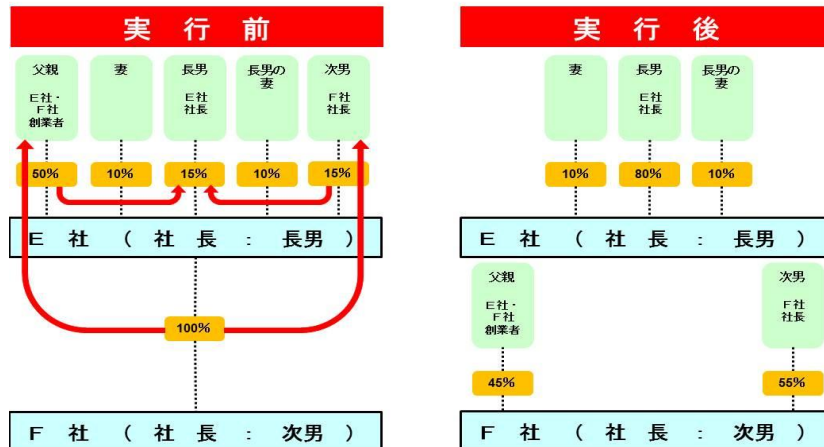 実行前
父親
E社・
F社
創業者
妻
長男
E社
社長
長男の
妻
次男
F社
社長
50%
10%
15%
10%
15%
E社(社長:長男)
100%
F社(社長:次男)
実行後
妻
長男
E社
社長
長男の
妻
10%
80%
10%
E社(社長:長男)
父親
E社・
F社
創業者
次男
F社
社長
45%
55%
F社(社長:次男)